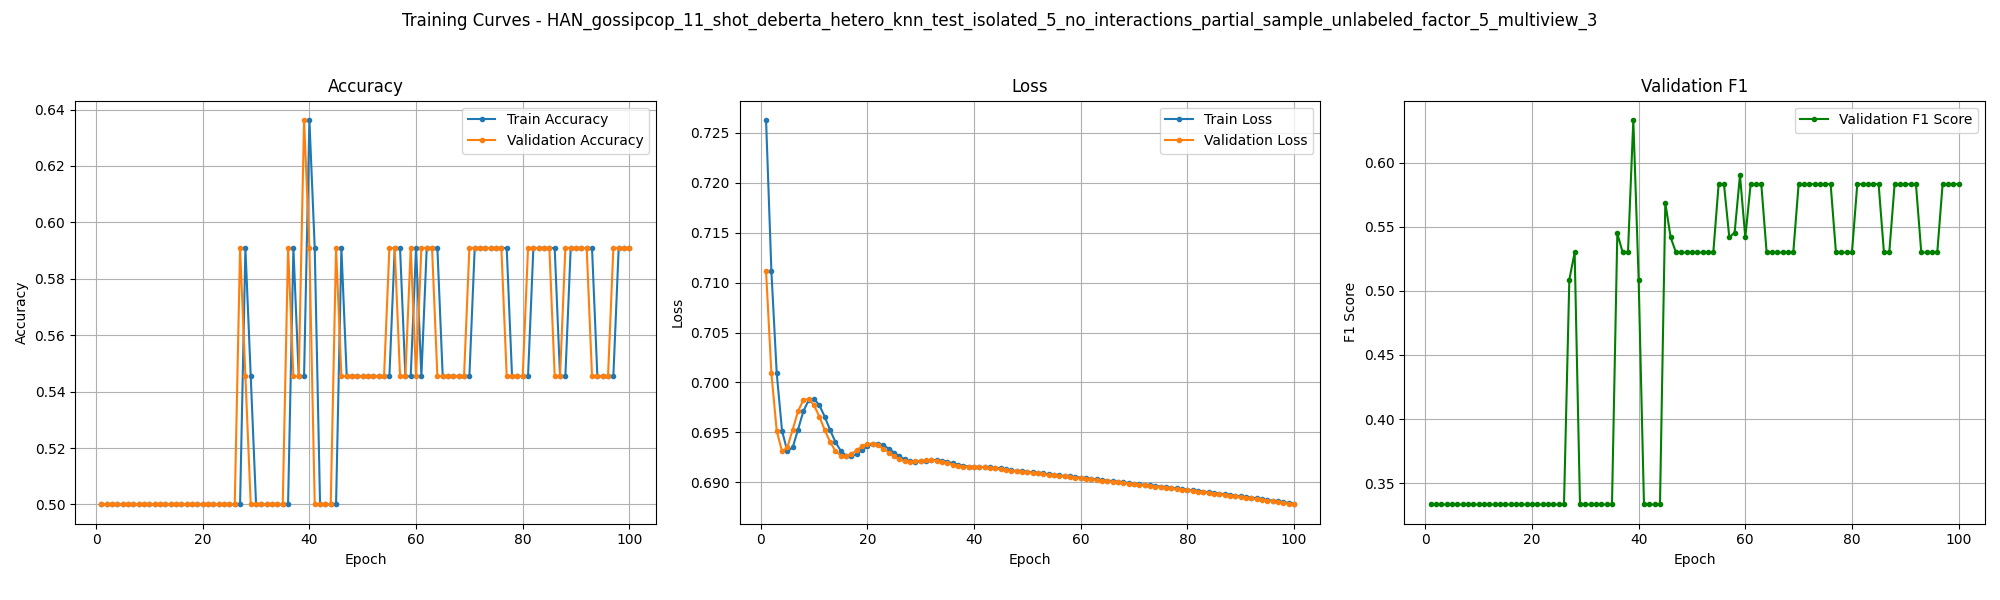 Training Curves - HAN_gossipcop_11_shot_deberta_hetero_knn_test_isolated_5_no_interactions_partial_sample_unlabeled_factor_5_multiview_3
Accuracy
Train Accuracy
Validation Accuracy
Accuracy
0.64
0.62
0.60
0.58
0.56
0.54
0.52
0.50
0 20 40 60 80 100
Epoch
Loss
Train Loss
Validation Loss
Loss
0.725
0.720
0.715
0.710
0.705
0.700
0.695
0.690
0 20 40 60 80 100
Epoch
Validation F1
Validation F1 Score
F1 Score
0.60
0.55
0.50
0.45
0.40
0.35
0 20 40 60 80 100
Epoch